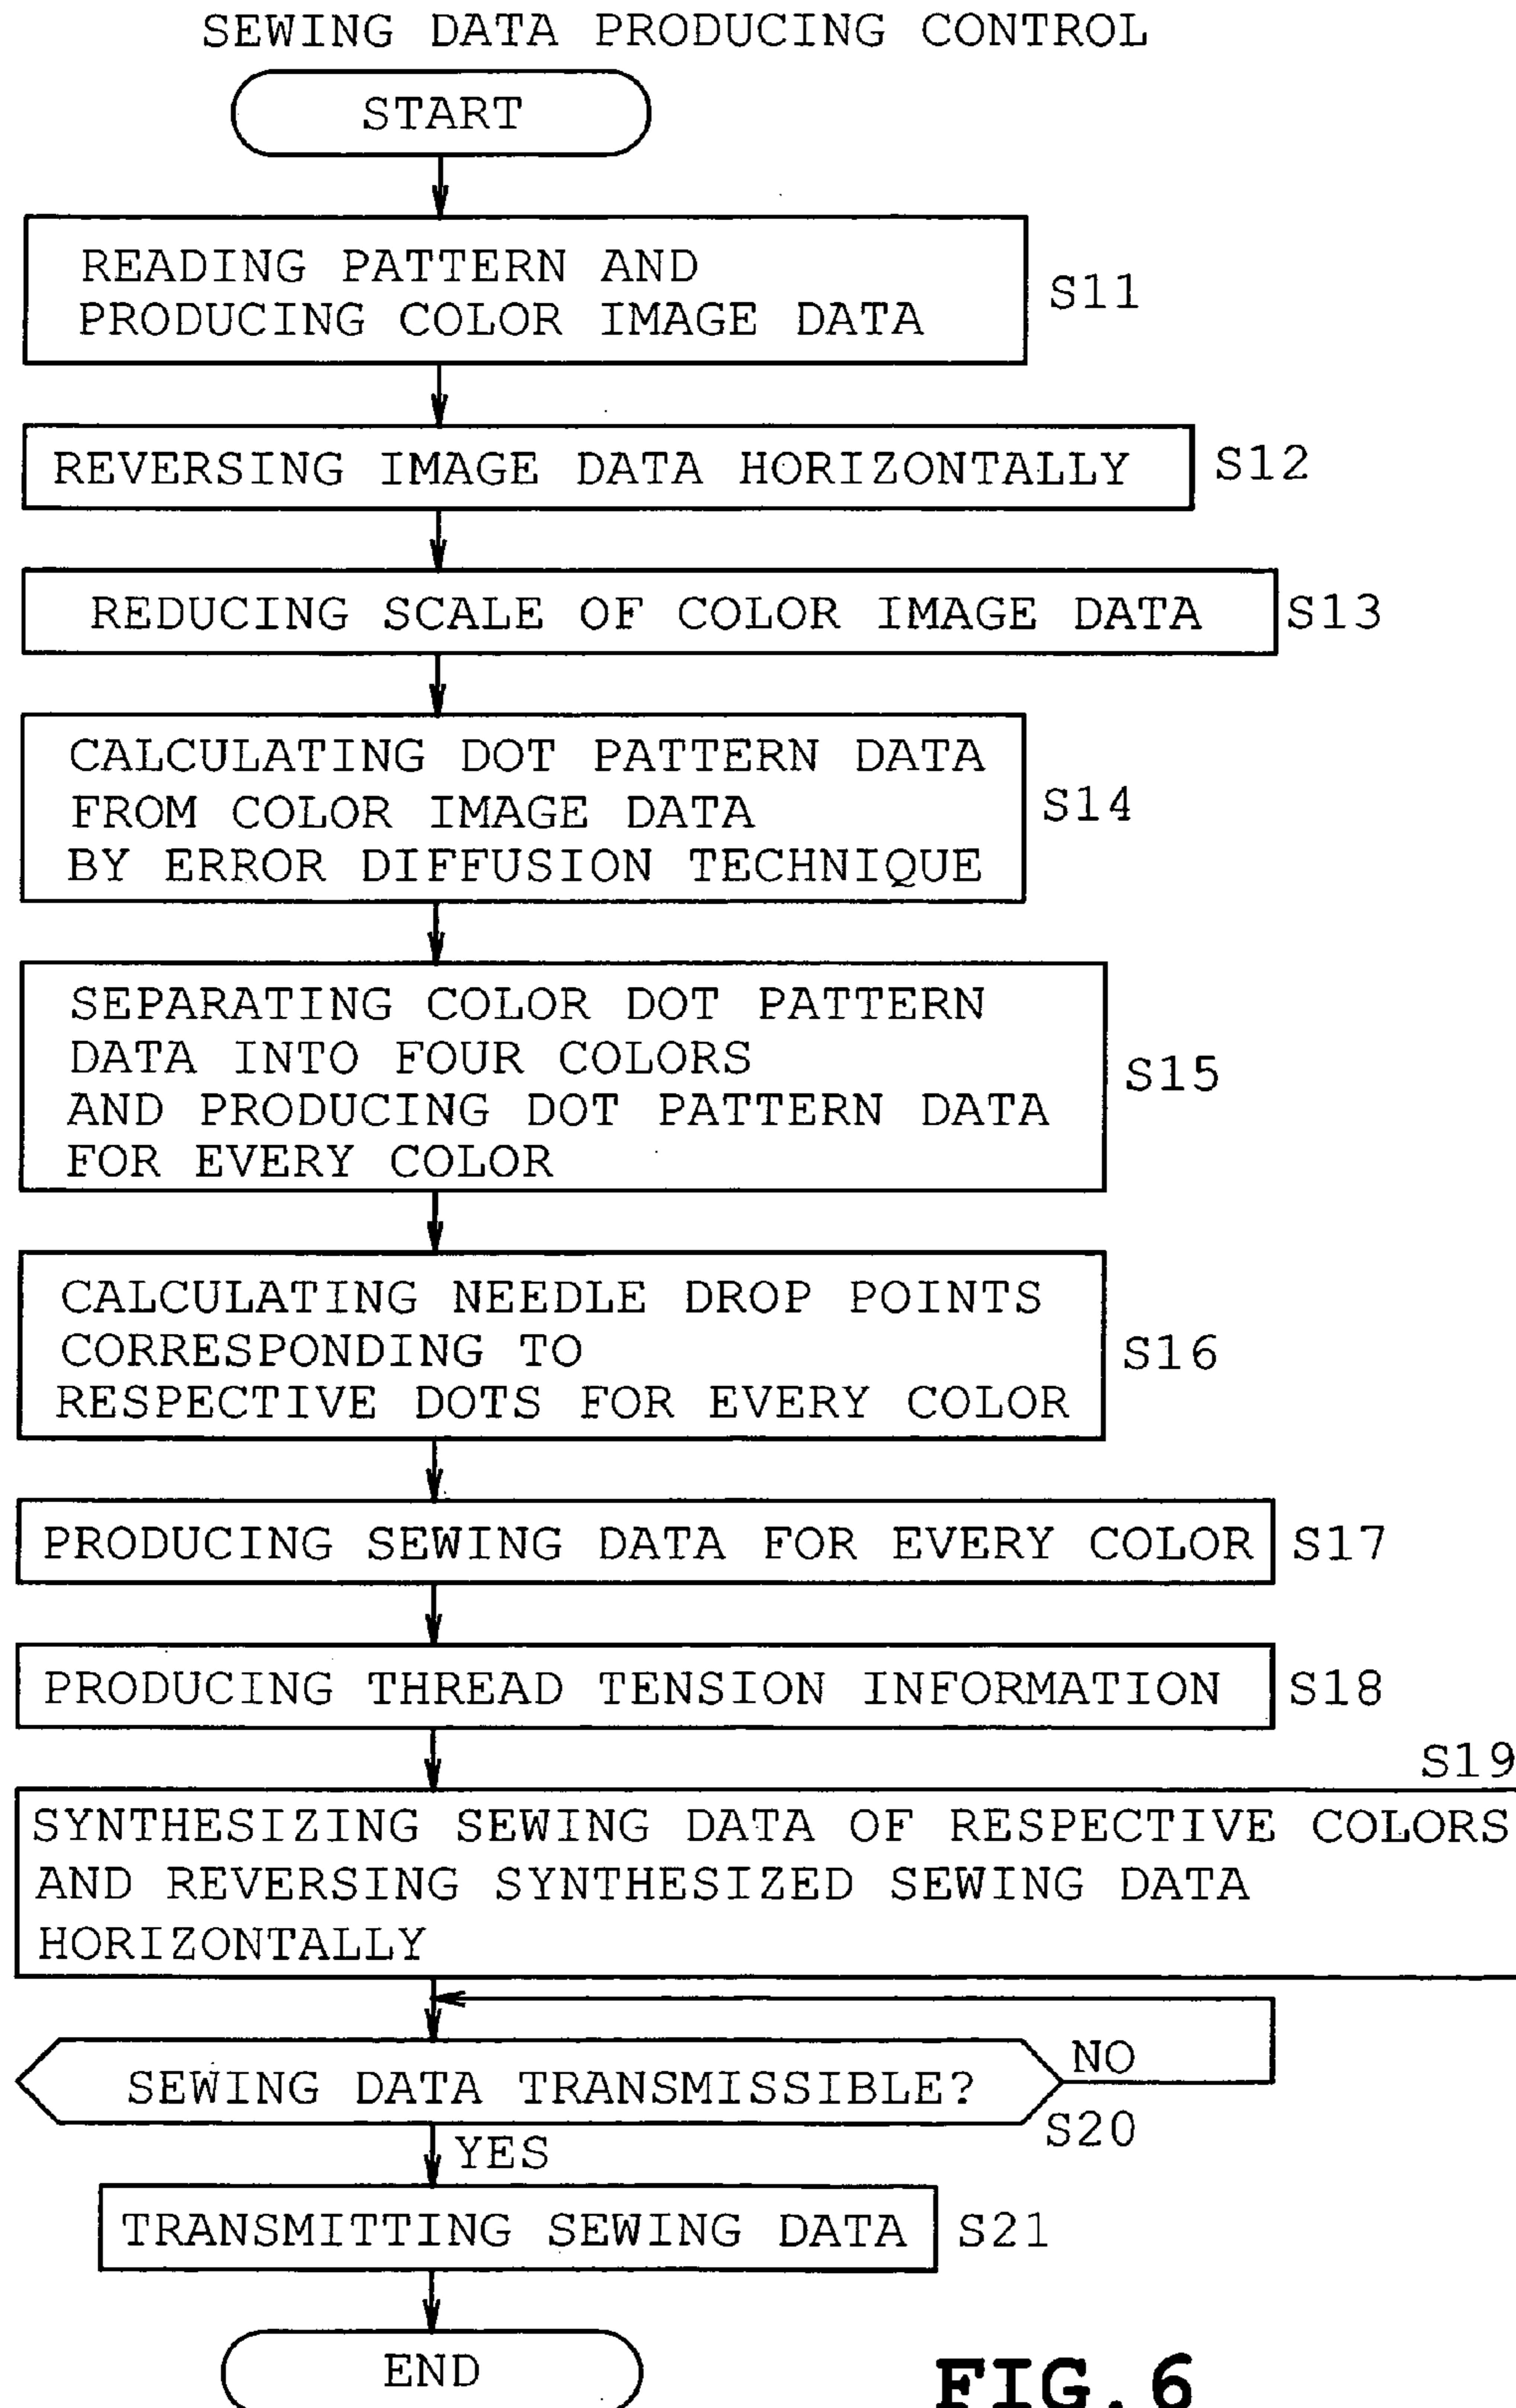 SEWING DATA PRODUCING CONTROL
START
READING PATTERN AND
PRODUCING COLOR IMAGE DATA
S11
REVERSING IMAGE DATA HORIZONTALLY
S12
REDUCING SCALE OF COLOR IMAGE DATA
S13
CALCULATING DOT PATTERN DATA
FROM COLOR IMAGE DATA
BY ERROR DIFFUSION TECHNIQUE
S14
SEPARATING COLOR DOT PATTERN
DATA INTO FOUR COLORS
AND PRODUCING DOT PATTERN DATA
FOR EVERY COLOR
S15
CALCULATING NEEDLE DROP POINTS
CORRESPONDING TO
RESPECTIVE DOTS FOR EVERY COLOR
S16
PRODUCING SEWING DATA FOR EVERY COLOR
S17
PRODUCING THREAD TENSION INFORMATION
S18
S19
SYNTHESIZING SEWING DATA OF RESPECTIVE COLORS
AND REVERSING SYNTHESIZED SEWING DATA
HORIZONTALLY
SEWING DATA TRANSMISSIBLE?
NO
S20
YES
TRANSMITTING SEWING DATA
S21
END
FIG.6